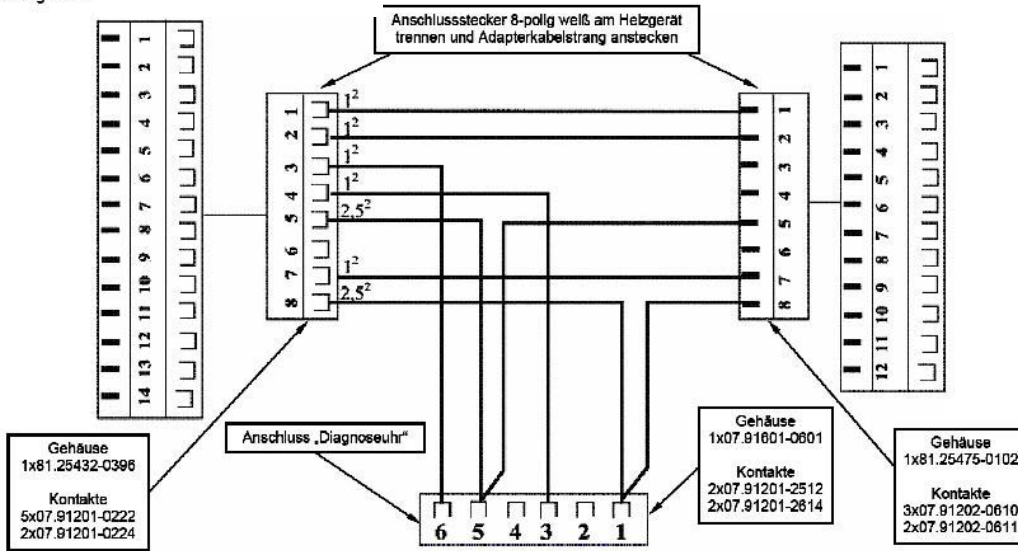 Anschlussstecker 8-polig weiß am Heizgerät
trennen und Adapterkabelstrang anstecken
1
2
3
4
5
6
7
8
9
10
11
12
13
14
1
2
3
4
5
6
7
8
1²
1²
1²
1²
2,5²
1²
2,5²
1
2
3
4
5
6
7
8
1
2
3
4
5
6
7
8
9
10
11
12
Gehäuse
1x81.25432-0396
Kontakte
5x07.91201-0222
2x07.91201-0224
Anschluss „Diagnoseuhr"
6 5 4 3 2 1
Gehäuse
1x07.91601-0601
Kontakte
2x07.91201-2512
2x07.91201-2614
Gehäuse
1x81.25475-0102
Kontakte
3x07.91202-0610
2x07.91202-0611